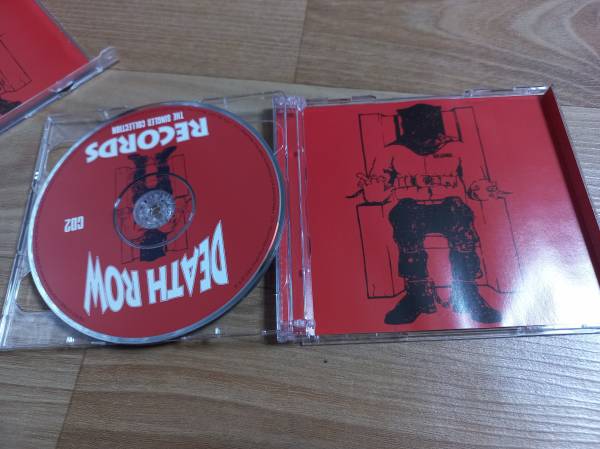 DEATH ROW
CD2
RECORDS
THE SINGLES COLLECTION